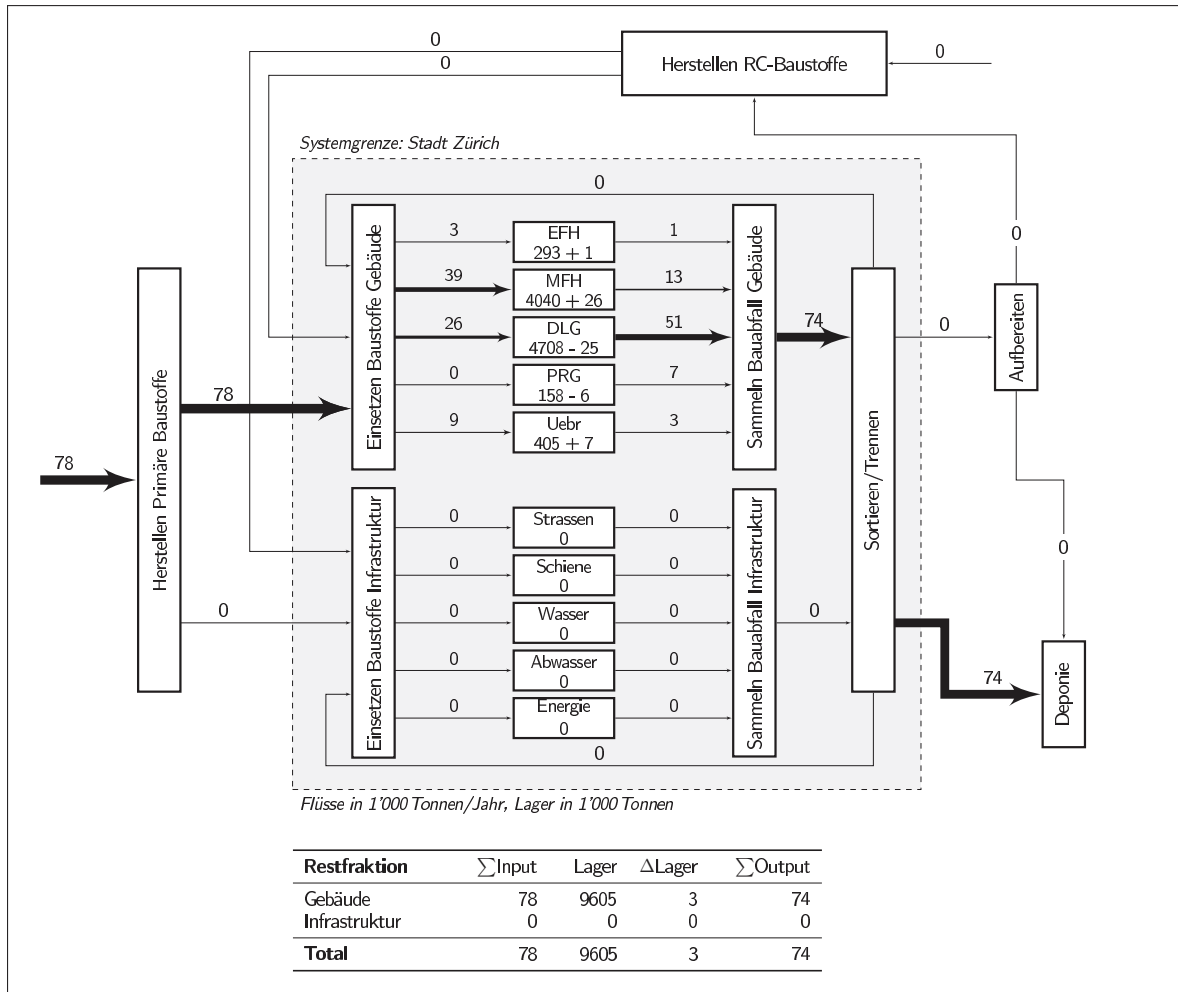 0
Herstellen RC-Baustoffe
0
0
Systemgrenze: Stadt Zürich
0
Herstellen Primäre Baustoffe
78
78
0
Einsetzen Baustoffe Gebäude
3
EFH
293 + 1
1
39
MFH
4040 + 26
13
26
DLG
4708 - 25
51
0
PRG
158 - 6
7
9
Uebr
405 + 7
3
Sammeln Bauabfall Gebäude
74
Einsetzen Baustoffe Infrastruktur
0
Strassen
0
0
0
Schiene
0
0
0
Wasser
0
0
0
Abwasser
0
0
0
Energie
0
0
Sammeln Bauabfall Infrastruktur
0
0
Sortieren/Trennen
0
Aufbereiten
0
0
74
Deponie
Flüsse in 1'000 Tonnen/Jahr, Lager in 1'000 Tonnen
Restfraktion ∑Input Lager ΔLager ∑Output
Gebäude 78 9605 3 74
Infrastruktur 0 0 0 0
Total 78 9605 3 74